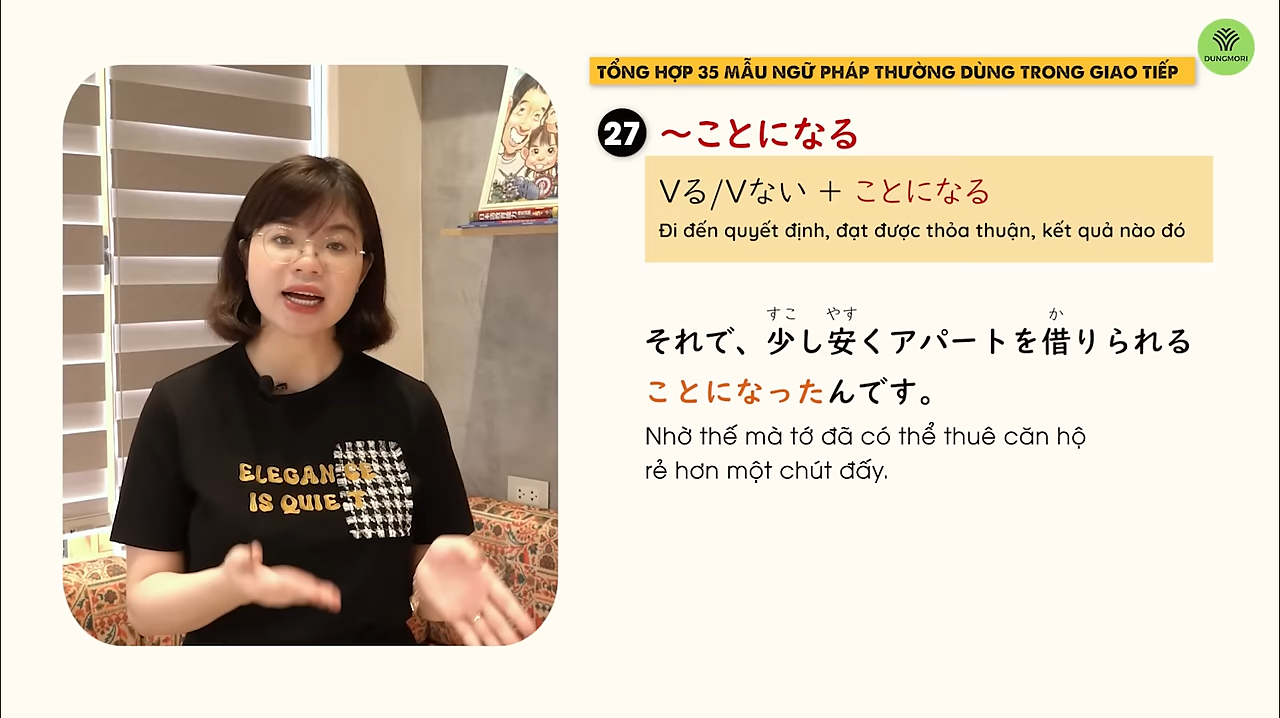 DUNGMORI
TỔNG HỢP 35 MẪU NGỮ PHÁP THƯỜNG DÙNG TRONG GIAO TIẾP
27 ～ことになる
Vる/Vない + ことになる
Đi đến quyết định, đạt được thỏa thuận, kết quả nào đó
すこ やす か
それで、少し安くアパートを借りられる
ことになったんです。
Nhờ thế mà tớ đã có thể thuê căn hộ
rẻ hơn một chút đấy.
ELEGANCE
IS QUIET